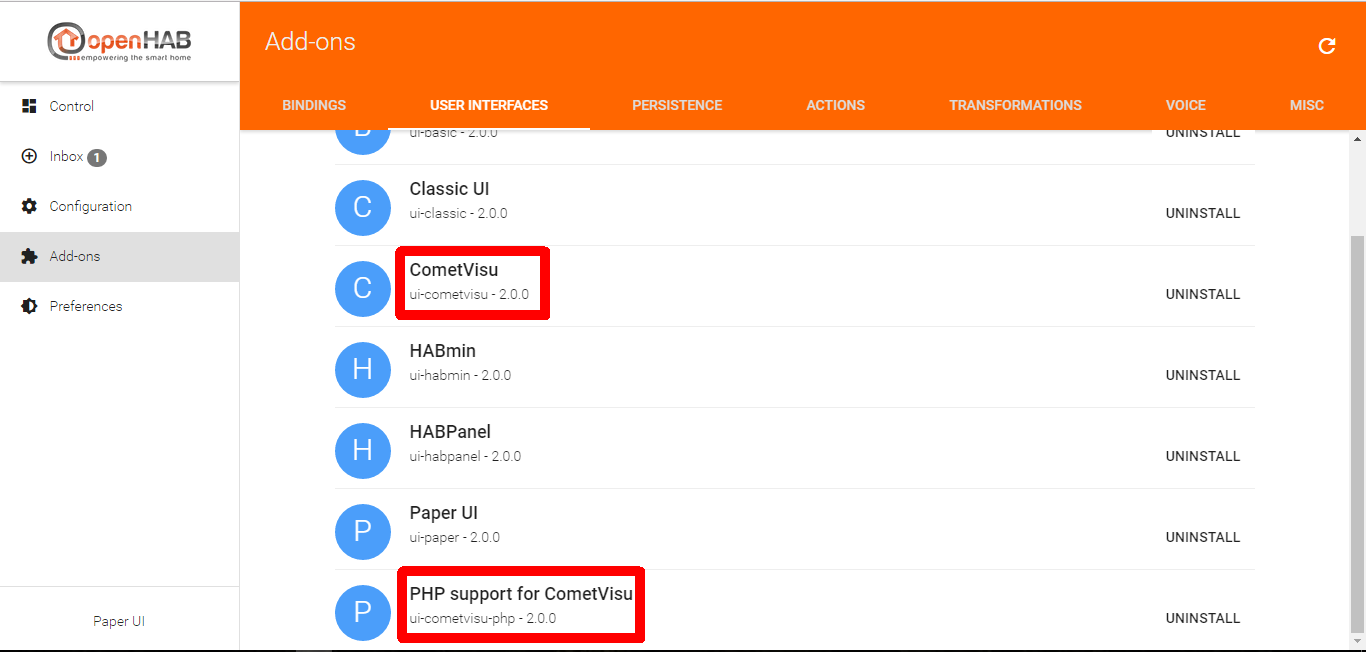 openHAB
empowering the smart home
Add-ons
BINDINGS
USER INTERFACES
PERSISTENCE
ACTIONS
TRANSFORMATIONS
VOICE
MISC
Control
Inbox 1
Configuration
Add-ons
Preferences
Paper UI
B
ui-basic - 2.0.0
UNINSTALL
C
Classic UI
ui-classic - 2.0.0
UNINSTALL
C
CometVisu
ui-cometvisu - 2.0.0
UNINSTALL
H
HABmin
ui-habmin - 2.0.0
UNINSTALL
H
HABPanel
ui-habpanel - 2.0.0
UNINSTALL
P
Paper UI
ui-paper - 2.0.0
UNINSTALL
P
PHP support for CometVisu
ui-cometvisu-php - 2.0.0
UNINSTALL